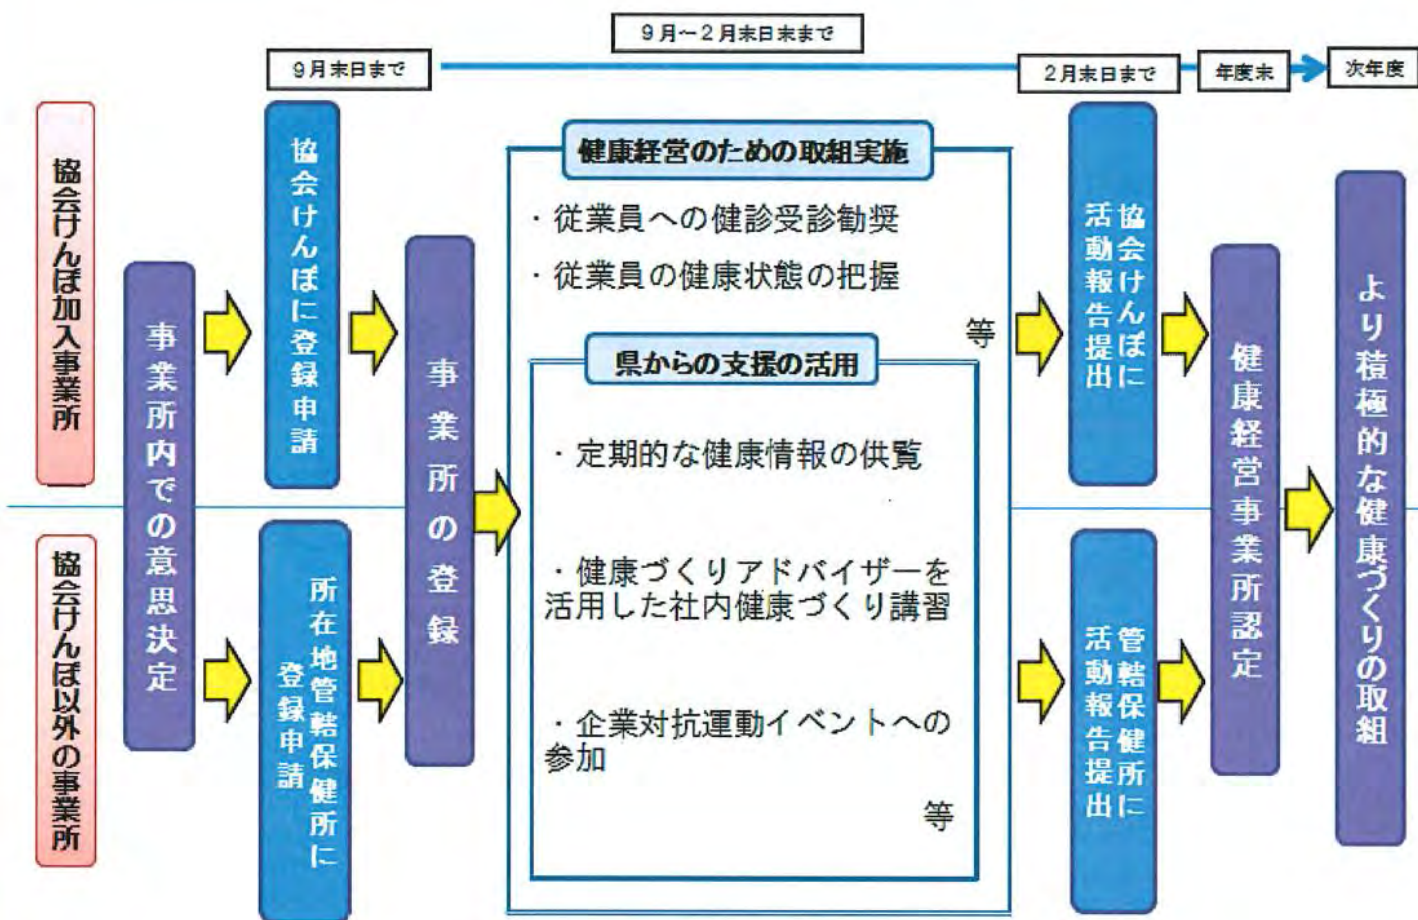 9月~2月末日末まで
9月末日まで
2月末日まで
年度末
次年度
協会けんぽ加入事業所
協会けんぽ以外の事業所
事業所内での意思決定
協会けんぽに登録申請
所在地管轄保健所に
登録申請
事業所の登録
健康経営のための取組実施
・従業員への健診受診勧奨
・従業員の健康状態の把握
等
県からの支援の活用
・定期的な健康情報の供覧
・健康づくりアドバイザーを
活用した社内健康づくり講習
・企業対抗運動イベントへの
参加
等
協会けんぽに
活動報告提出
管轄保健所に
活動報告提出
健康経営事業所認定
より積極的な健康づくりの取組